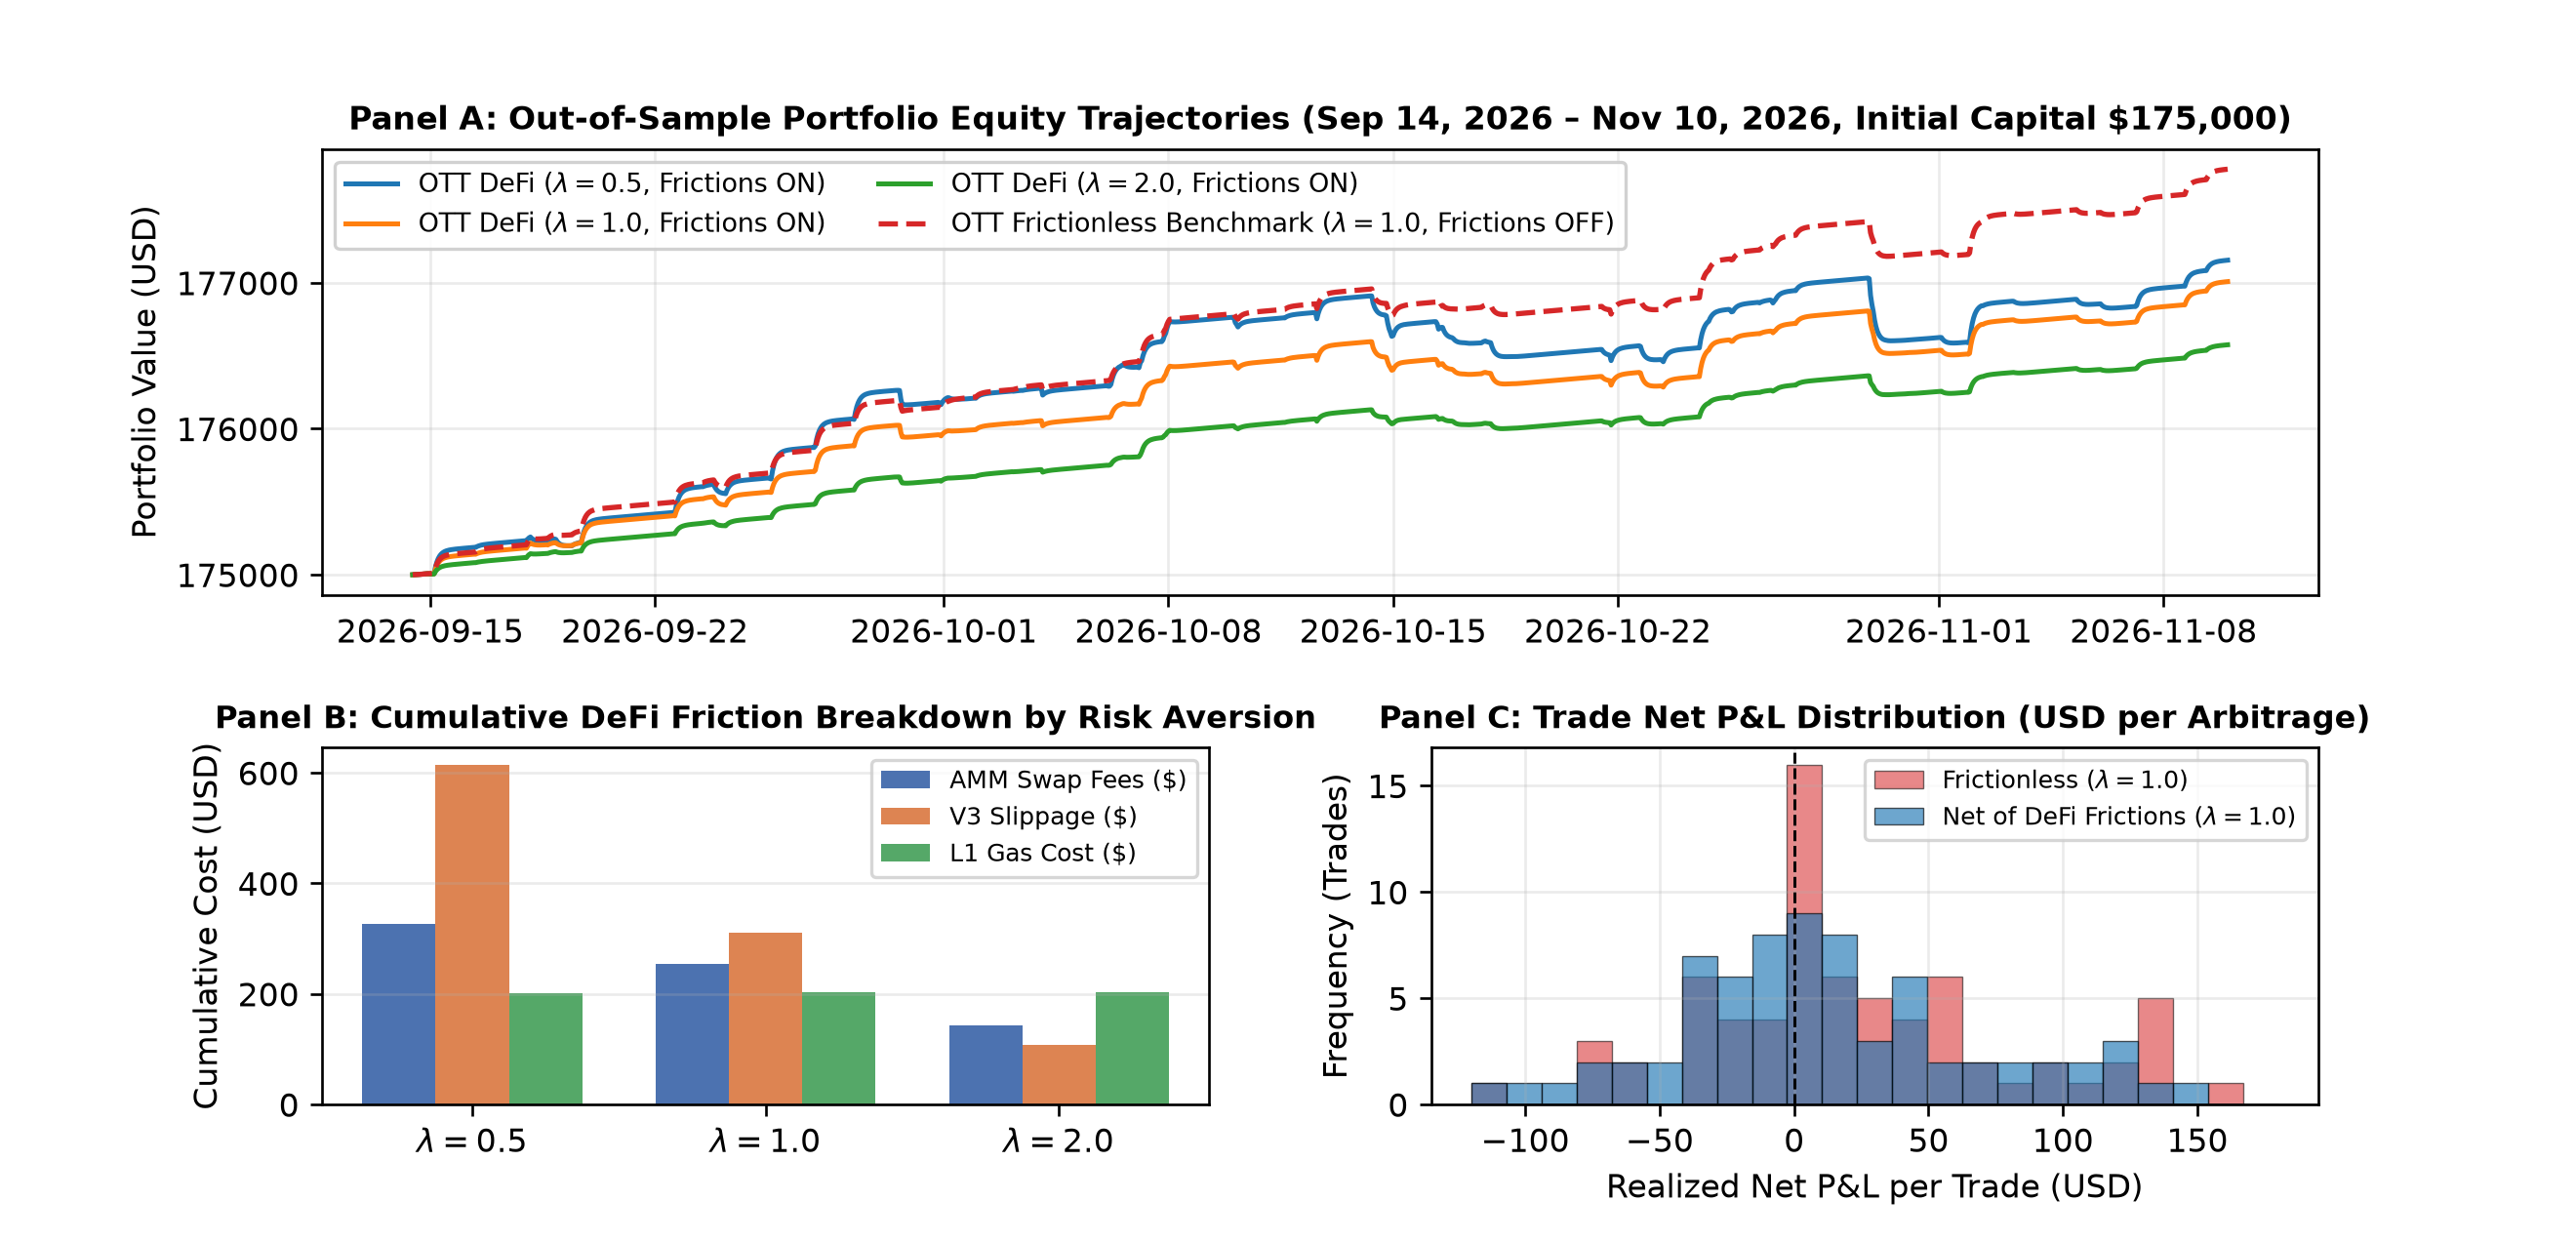 Panel A: Out-of-Sample Portfolio Equity Trajectories (Sep 14, 2026 – Nov 10, 2026, Initial Capital $175,000)
OTT DeFi (λ = 0.5, Frictions ON)
OTT DeFi (λ = 1.0, Frictions ON)
OTT DeFi (λ = 2.0, Frictions ON)
OTT Frictionless Benchmark (λ = 1.0, Frictions OFF)
Portfolio Value (USD)
177000
176000
175000
2026-09-15 2026-09-22 2026-10-01 2026-10-08 2026-10-15 2026-10-22 2026-11-01 2026-11-08
Panel B: Cumulative DeFi Friction Breakdown by Risk Aversion
AMM Swap Fees ($)
V3 Slippage ($)
L1 Gas Cost ($)
Cumulative Cost (USD)
600
400
200
0
λ = 0.5 λ = 1.0 λ = 2.0
Panel C: Trade Net P&L Distribution (USD per Arbitrage)
Frictionless (λ = 1.0)
Net of DeFi Frictions (λ = 1.0)
Frequency (Trades)
15
10
5
0
−100 −50 0 50 100 150
Realized Net P&L per Trade (USD)